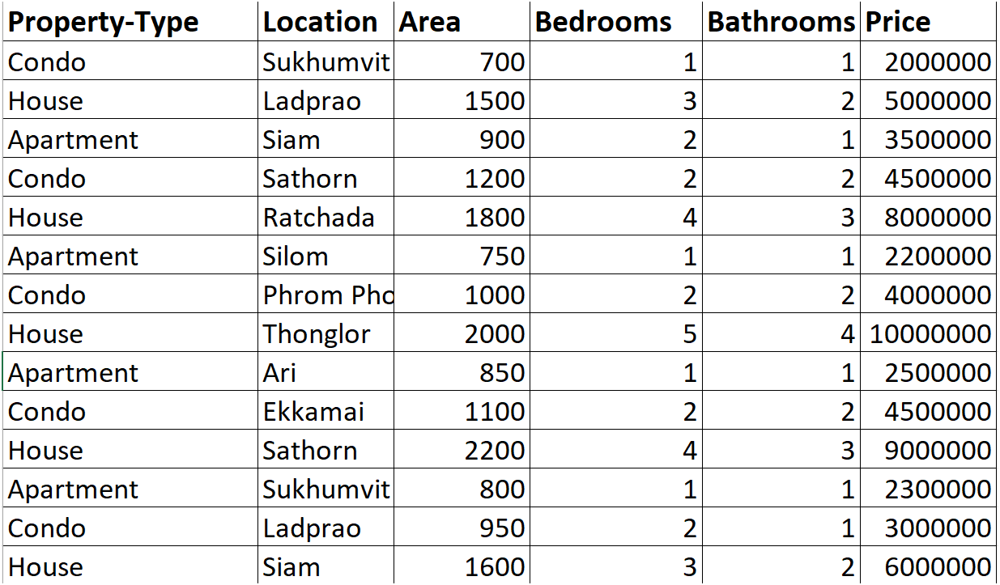 Property-Type Location Area Bedrooms Bathrooms Price
Condo Sukhumvit 700 1 1 2000000
House Ladprao 1500 3 2 5000000
Apartment Siam 900 2 1 3500000
Condo Sathorn 1200 2 2 4500000
House Ratchada 1800 4 3 8000000
Apartment Silom 750 1 1 2200000
Condo Phrom Pho 1000 2 2 4000000
House Thonglor 2000 5 4 10000000
Apartment Ari 850 1 1 2500000
Condo Ekkamai 1100 2 2 4500000
House Sathorn 2200 4 3 9000000
Apartment Sukhumvit 800 1 1 2300000
Condo Ladprao 950 2 1 3000000
House Siam 1600 3 2 6000000